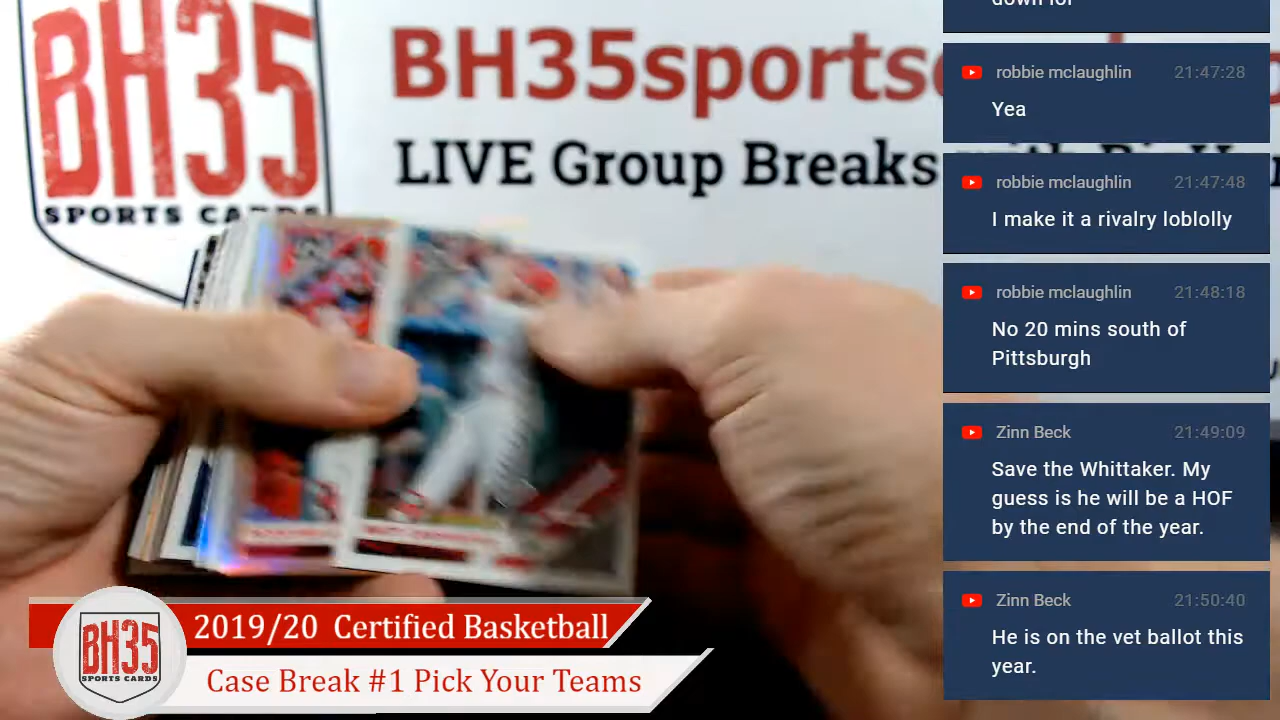 BH35
SPORTS CARDS
BH35sports
LIVE Group Breaks with
down for
robbie mclaughlin 21:47:28
Yea
robbie mclaughlin 21:47:48
I make it a rivalry loblolly
robbie mclaughlin 21:48:18
No 20 mins south of
Pittsburgh
Zinn Beck 21:49:09
Save the Whittaker. My
guess is he will be a HOF
by the end of the year.
Zinn Beck 21:50:40
He is on the vet ballot this
year.
BH35
SPORTS CARDS
2019/20 Certified Basketball
Case Break #1 Pick Your Teams